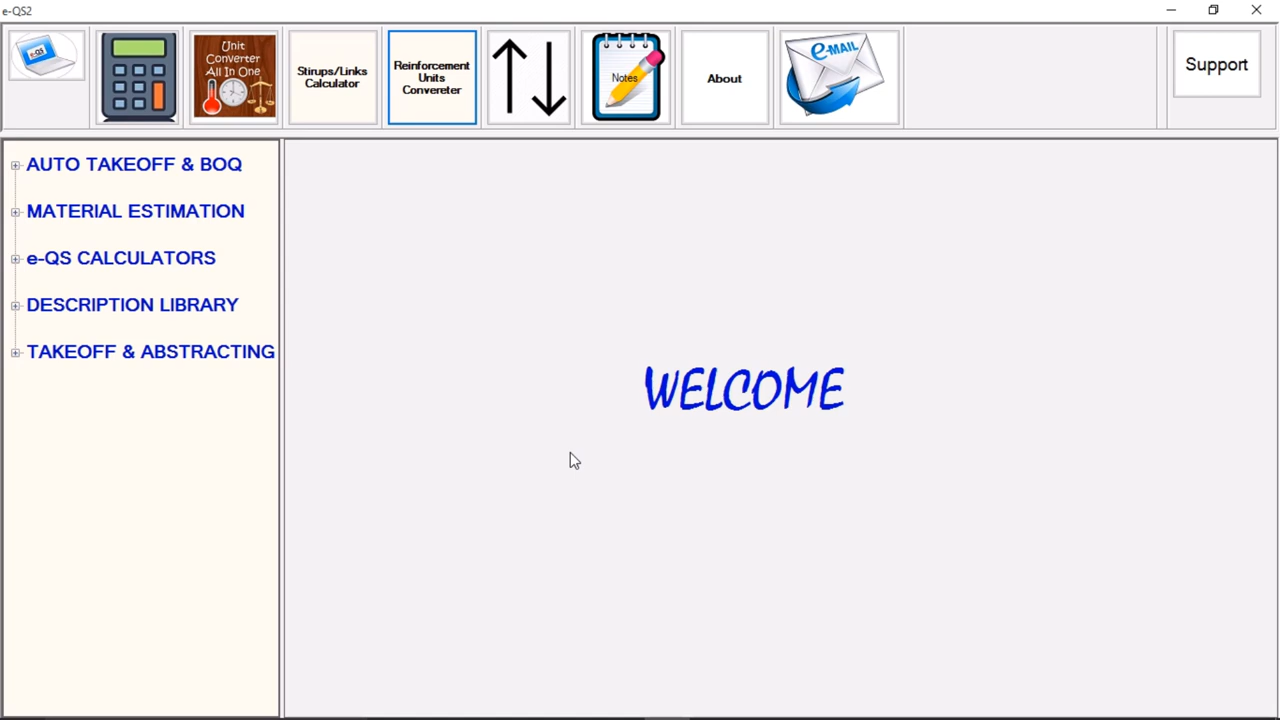 e-QS2
e-QS
Unit
Converter
All In One
Stirups/Links
Calculator
Reinforcement
Units
Convereter
Notes
About
e-MAIL
Support
AUTO TAKEOFF & BOQ
MATERIAL ESTIMATION
e-QS CALCULATORS
DESCRIPTION LIBRARY
TAKEOFF & ABSTRACTING
WELCOME